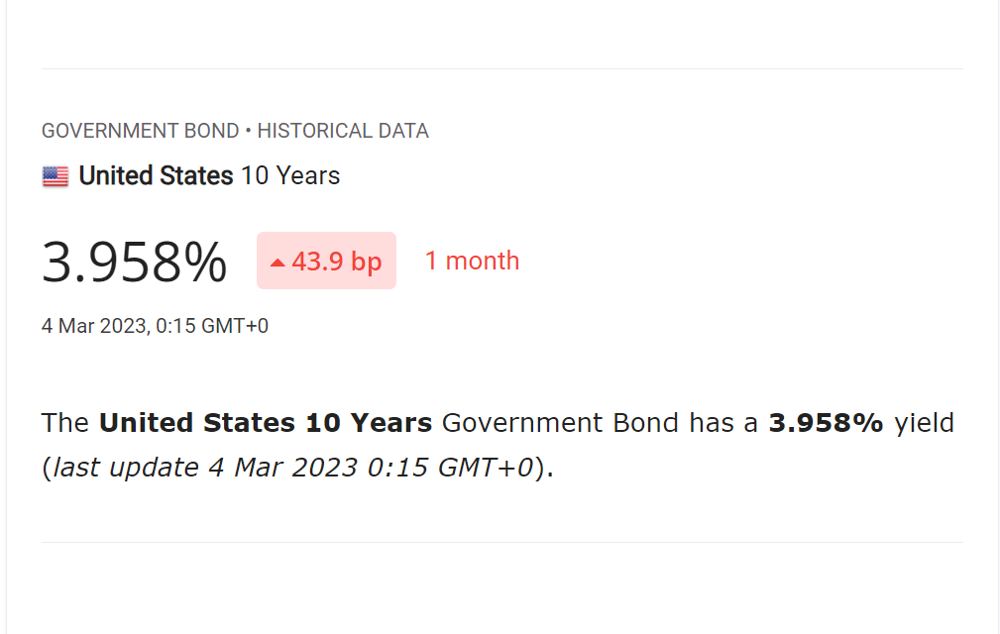 GOVERNMENT BOND • HISTORICAL DATA
United States 10 Years
3.958% 43.9 bp 1 month
4 Mar 2023, 0:15 GMT+0
The United States 10 Years Government Bond has a 3.958% yield
(last update 4 Mar 2023 0:15 GMT+0).